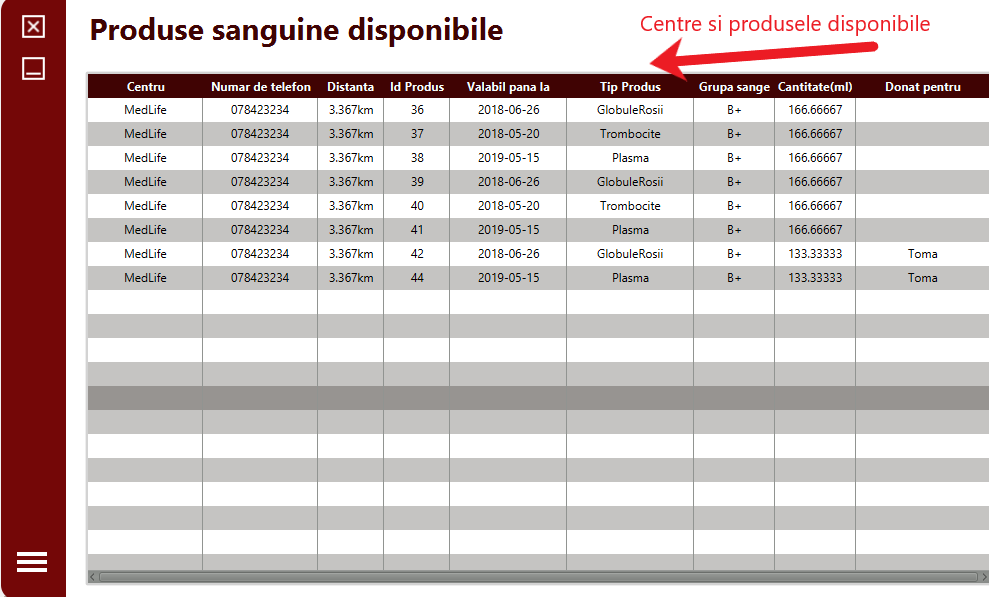 Produse sanguine disponibile
Centre si produsele disponibile
Centru Numar de telefon Distanta Id Produs Valabil pana la Tip Produs Grupa sange Cantitate(ml) Donat pentru
MedLife 078423234 3.367km 36 2018-06-26 GlobuleRosii B+ 166.66667
MedLife 078423234 3.367km 37 2018-05-20 Trombocite B+ 166.66667
MedLife 078423234 3.367km 38 2019-05-15 Plasma B+ 166.66667
MedLife 078423234 3.367km 39 2018-06-26 GlobuleRosii B+ 166.66667
MedLife 078423234 3.367km 40 2018-05-20 Trombocite B+ 166.66667
MedLife 078423234 3.367km 41 2019-05-15 Plasma B+ 166.66667
MedLife 078423234 3.367km 42 2018-06-26 GlobuleRosii B+ 133.33333 Toma
MedLife 078423234 3.367km 44 2019-05-15 Plasma B+ 133.33333 Toma